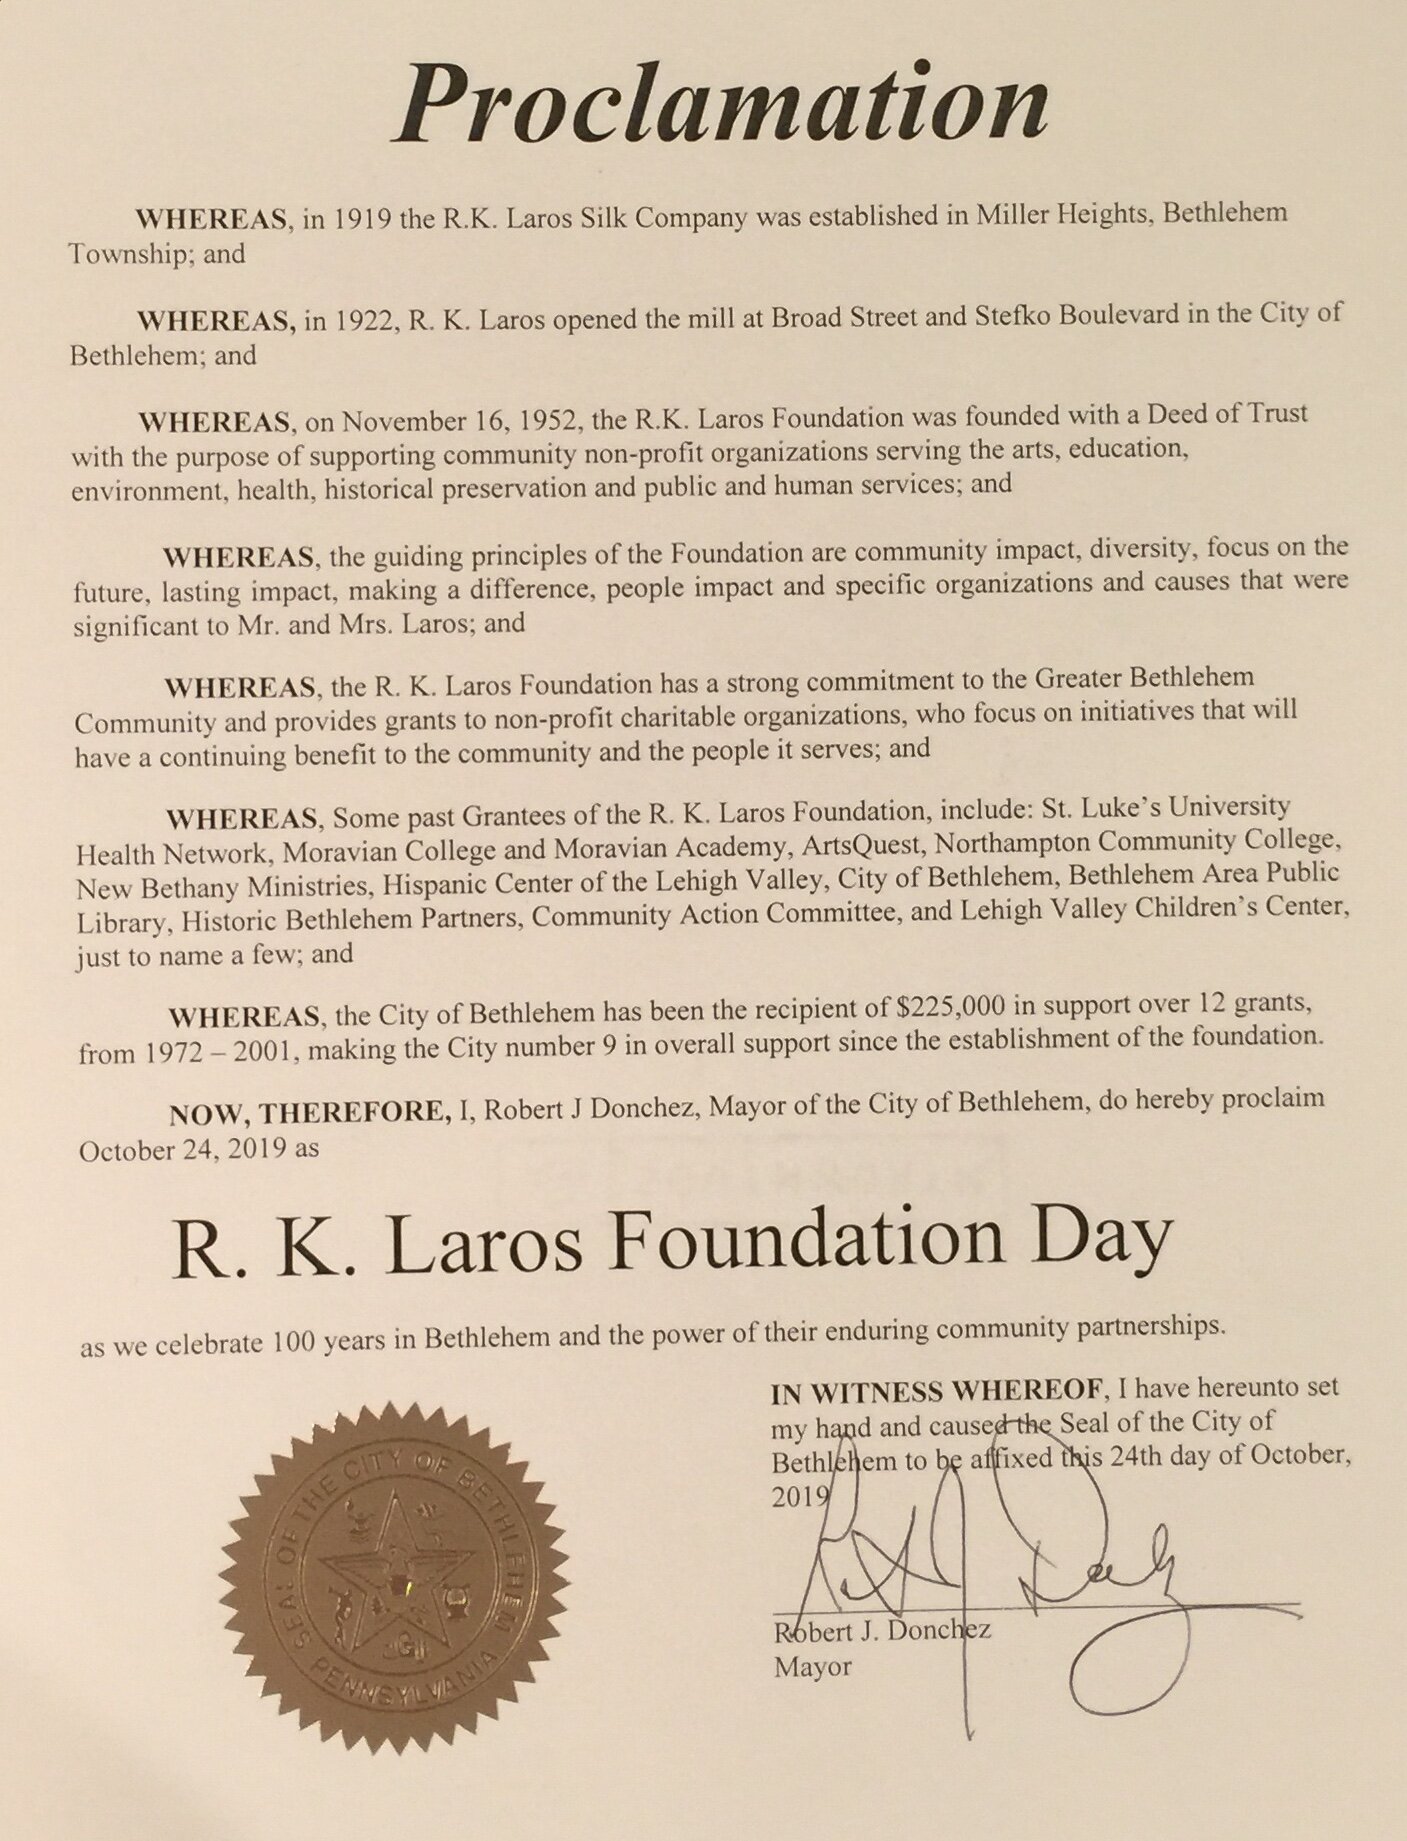 Proclamation
WHEREAS, in 1919 the R.K. Laros Silk Company was established in Miller Heights, Bethlehem
Township; and
WHEREAS, in 1922, R. K. Laros opened the mill at Broad Street and Stefko Boulevard in the City of
Bethlehem; and
WHEREAS, on November 16, 1952, the R.K. Laros Foundation was founded with a Deed of Trust
with the purpose of supporting community non-profit organizations serving the arts, education,
environment, health, historical preservation and public and human services; and
WHEREAS, the guiding principles of the Foundation are community impact, diversity, focus on the
future, lasting impact, making a difference, people impact and specific organizations and causes that were
significant to Mr. and Mrs. Laros; and
WHEREAS, the R. K. Laros Foundation has a strong commitment to the Greater Bethlehem
Community and provides grants to non-profit charitable organizations, who focus on initiatives that will
have a continuing benefit to the community and the people it serves; and
WHEREAS, Some past Grantees of the R. K. Laros Foundation, include: St. Luke's University
Health Network, Moravian College and Moravian Academy, ArtsQuest, Northampton Community College,
New Bethany Ministries, Hispanic Center of the Lehigh Valley, City of Bethlehem, Bethlehem Area Public
Library, Historic Bethlehem Partners, Community Action Committee, and Lehigh Valley Children's Center,
just to name a few; and
WHEREAS, the City of Bethlehem has been the recipient of $225,000 in support over 12 grants,
from 1972 – 2001, making the City number 9 in overall support since the establishment of the foundation.
NOW, THEREFORE, I, Robert J Donchez, Mayor of the City of Bethlehem, do hereby proclaim
October 24, 2019 as
R. K. Laros Foundation Day
as we celebrate 100 years in Bethlehem and the power of their enduring community partnerships.
IN WITNESS WHEREOF, I have hereunto set
my hand and caused the Seal of the City of
Bethlehem to be affixed this 24th day of October,
2019
Robert J. Donchez
Mayor
SEAL OF THE CITY OF BETHLEHEM
PENNSYLVANIA